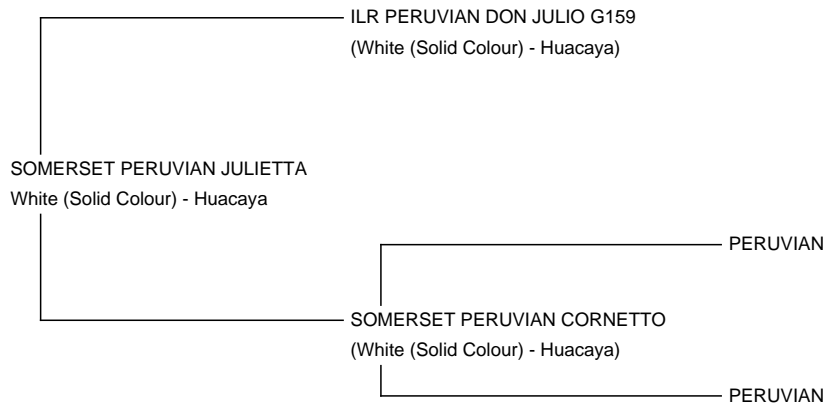 ILR PERUVIAN DON JULIO G159
(White (Solid Colour) - Huacaya)
SOMERSET PERUVIAN JULIETTA
White (Solid Colour) - Huacaya
PERUVIAN
SOMERSET PERUVIAN CORNETTO
(White (Solid Colour) - Huacaya)
PERUVIAN